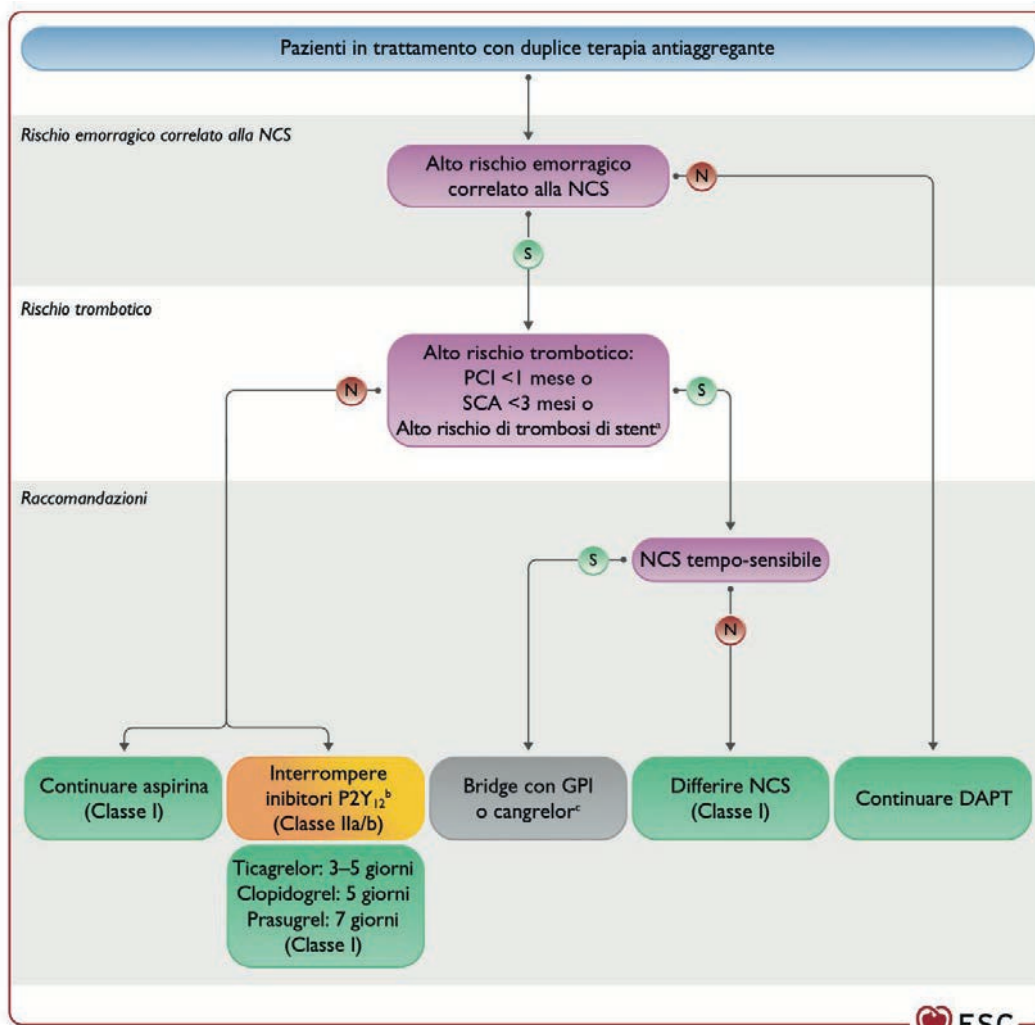 Pazienti in trattamento con duplice terapia antiaggregante
Rischio emorragico correlato alla NCS
Alto rischio emorragico
correlato alla NCS
N
S
Rischio trombotico
Alto rischio trombotico:
PCI <1 mese o
SCA <3 mesi o
Alto rischio di trombosi di stentᵃ
N
S
Raccomandazioni
NCS tempo-sensibile
S
N
Continuare aspirina
(Classe I)
Interrompere
inibitori P2Y₁₂ᵇ
(Classe IIa/b)
Ticagrelor: 3–5 giorni
Clopidogrel: 5 giorni
Prasugrel: 7 giorni
(Classe I)
Bridge con GPI
o cangrelorᶜ
Differire NCS
(Classe I)
Continuare DAPT
ESC